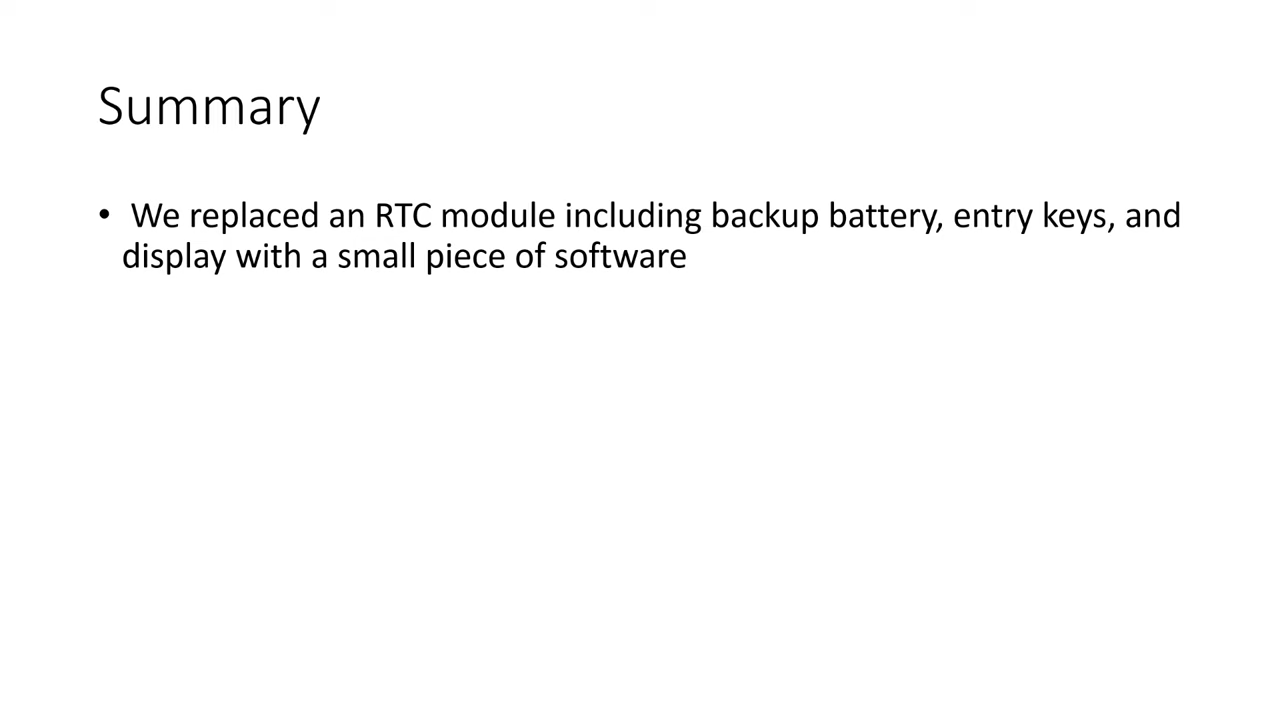 Summary
• We replaced an RTC module including backup battery, entry keys, and
display with a small piece of software